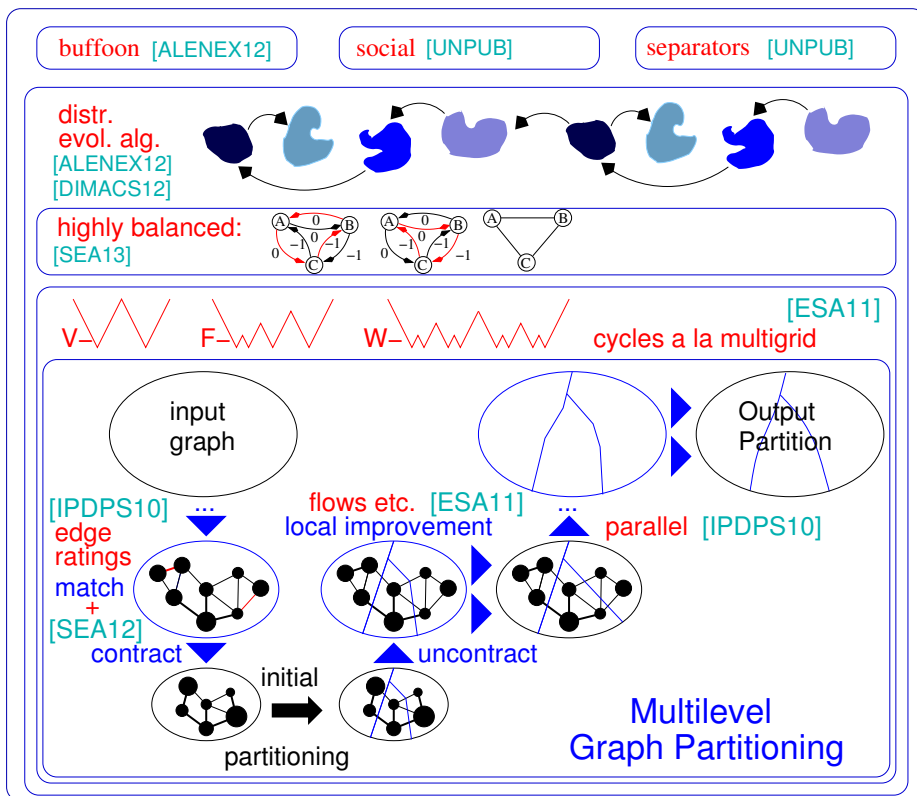 buffoon [ALENEX12]
social [UNPUB]
separators [UNPUB]
distr.
evol. alg.
[ALENEX12]
[DIMACS12]
highly balanced:
[SEA13]
A 0 B
0
-1 -1
0 C -1
A 0 B
0
-1 -1
0 C -1
A B
C
[ESA11]
V- F- W- cycles a la multigrid
input
graph
Output
Partition
...
...
[IPDPS10]
edge
ratings
match
+
[SEA12]
contract
flows etc. [ESA11]
local improvement
parallel [IPDPS10]
uncontract
initial
partitioning
Multilevel
Graph Partitioning